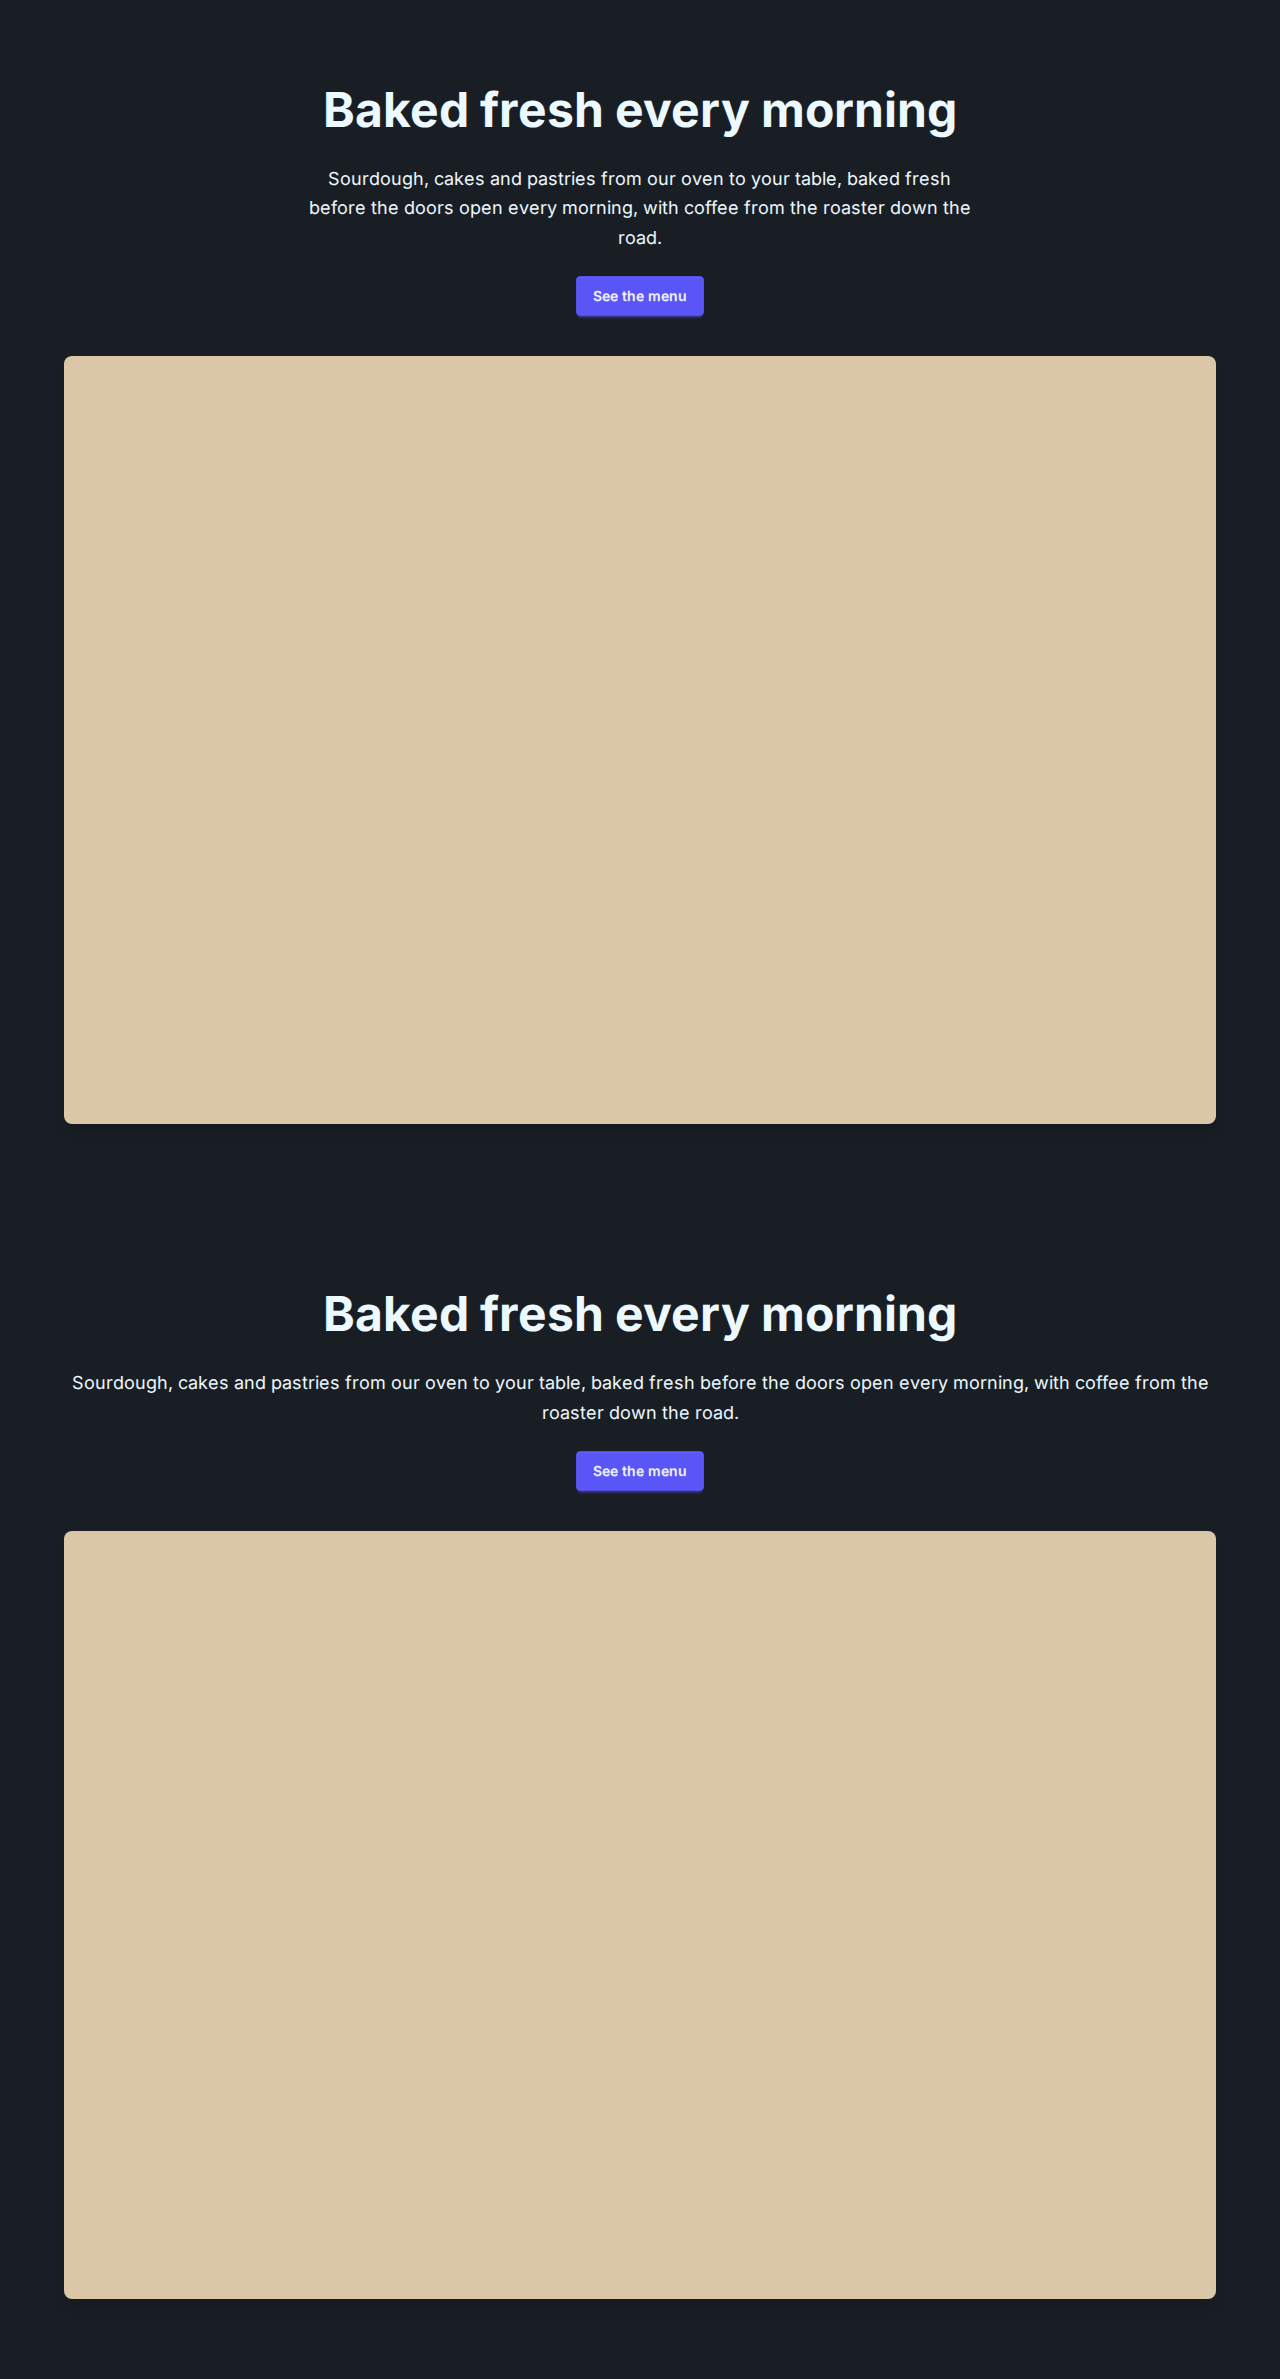 Baked fresh every morning
Sourdough, cakes and pastries from our oven to your table, baked fresh
before the doors open every morning, with coffee from the roaster down the
road.
See the menu
Baked fresh every morning
Sourdough, cakes and pastries from our oven to your table, baked fresh before the doors open every morning, with coffee from the
roaster down the road.
See the menu